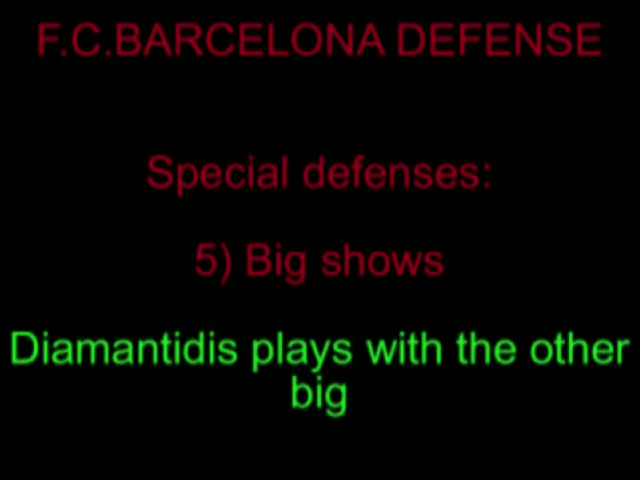 F.C.BARCELONA DEFENSE
Special defenses:
5) Big shows
Diamantidis plays with the other
big